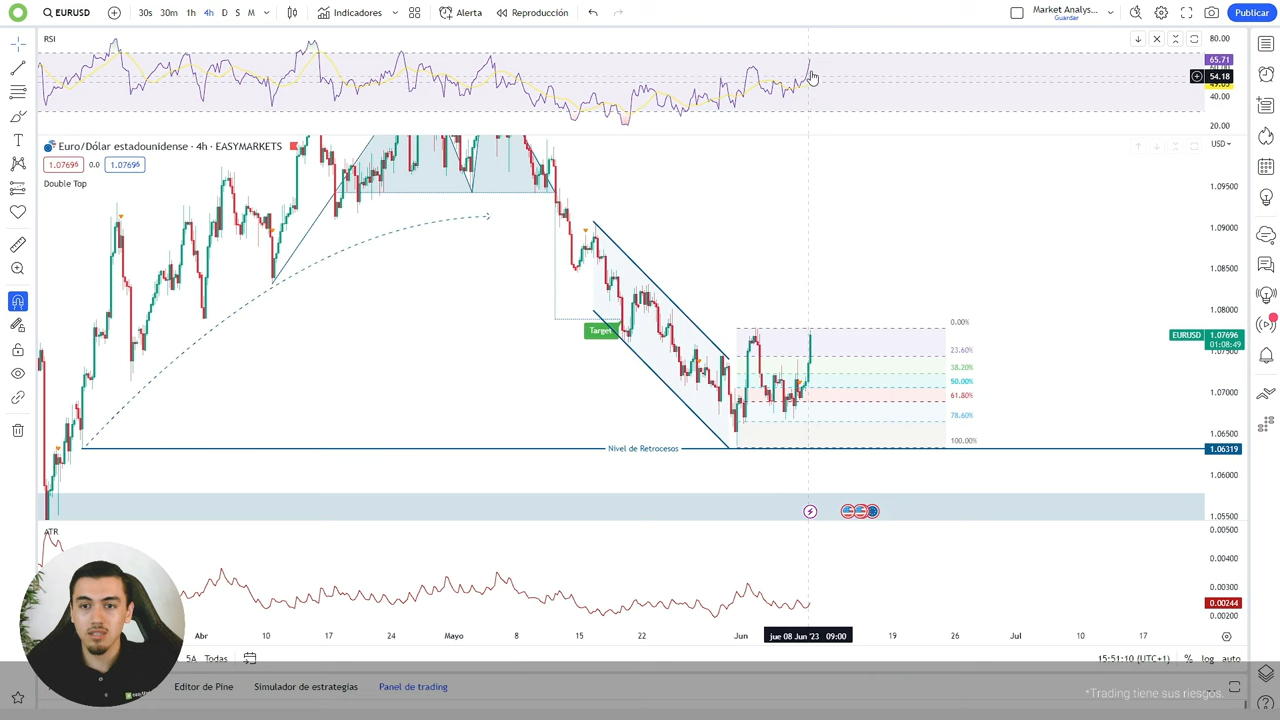 EURUSD 30s 30m 1h 4h D S M Indicadores Alerta Reproducción Market Analys... Guardar Publicar
RSI
80.00
65.71
54.18
40.00
20.00
Euro/Dólar estadounidense · 4h · EASYMARKETS
USD
1.07696 0.0 1.07696
Double Top
1.09500
1.09000
1.08500
1.08000
0.00%
Target
EURUSD 1.07696
01:08:49
23.60%
38.20%
50.00%
61.80%
78.60%
100.00%
1.07000
1.06500
Nivel de Retrocesos
1.06319
1.06000
1.05500
ATR
0.00500
0.00400
0.00300
0.00244
0.00200
Abr 10 17 24 Mayo 8 15 22 Jun jue 08 Jun '23 09:00 19 26 Jul 10 17
5A Todas 15:51:10 (UTC+1) % log auto
Editor de Pine Simulador de estrategias Panel de trading
*Trading tiene sus riesgos.